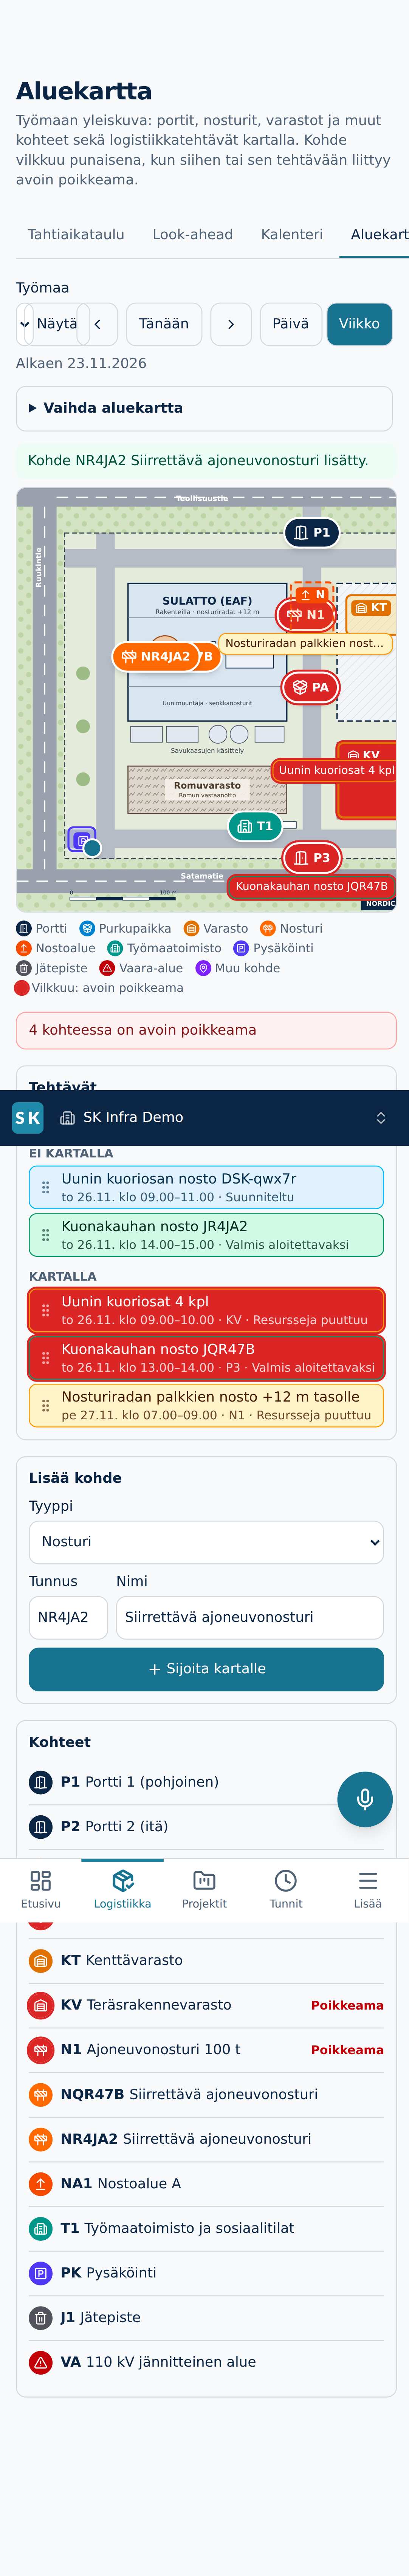 Aluekartta
Työmaan yleiskuva: portit, nosturit, varastot ja muut
kohteet sekä logistiikkatehtävät kartalla. Kohde
vilkkuu punaisena, kun siihen tai sen tehtävään liittyy
avoin poikkeama.
Tahtiaikataulu Look-ahead Kalenteri Aluekart
Työmaa
Näytä Tänään Päivä Viikko
Alkaen 23.11.2026
Vaihda aluekartta
Kohde NR4JA2 Siirrettävä ajoneuvonosturi lisätty.
Teollisuustie
Ruukintie
P1
SULATTO (EAF)
Rakenteilla · nosturiradat +12 m
N
N1
KT
Nosturiradan palkkien nost…
NR4JA2
7B
PA
Uunimuuntaja · senkkanosturit
Savukaasujen käsittely
KV
Uunin kuoriosat 4 kpl
Romuvarasto
Romun vastaanotto
T1
P
P3
Satamatie
Kuonakauhan nosto JQR47B
0 100 m
NORDIC
Portti Purkupaikka Varasto Nosturi
Nostoalue Työmaatoimisto Pysäköinti
Jätepiste Vaara-alue Muu kohde
Vilkkuu: avoin poikkeama
4 kohteessa on avoin poikkeama
Tehtävät
SK SK Infra Demo
EI KARTALLA
Uunin kuoriosan nosto DSK-qwx7r
to 26.11. klo 09.00–11.00 · Suunniteltu
Kuonakauhan nosto JR4JA2
to 26.11. klo 14.00–15.00 · Valmis aloitettavaksi
KARTALLA
Uunin kuoriosat 4 kpl
to 26.11. klo 09.00–10.00 · KV · Resursseja puuttuu
Kuonakauhan nosto JQR47B
to 26.11. klo 13.00–14.00 · P3 · Valmis aloitettavaksi
Nosturiradan palkkien nosto +12 m tasolle
pe 27.11. klo 07.00–09.00 · N1 · Resursseja puuttuu
Lisää kohde
Tyyppi
Nosturi
Tunnus Nimi
NR4JA2 Siirrettävä ajoneuvonosturi
+ Sijoita kartalle
Kohteet
P1 Portti 1 (pohjoinen)
P2 Portti 2 (itä)
Etusivu Logistiikka Projektit Tunnit Lisää
KT Kenttävarasto
KV Teräsrakennevarasto Poikkeama
N1 Ajoneuvonosturi 100 t Poikkeama
NQR47B Siirrettävä ajoneuvonosturi
NR4JA2 Siirrettävä ajoneuvonosturi
NA1 Nostoalue A
T1 Työmaatoimisto ja sosiaalitilat
PK Pysäköinti
J1 Jätepiste
VA 110 kV jännitteinen alue